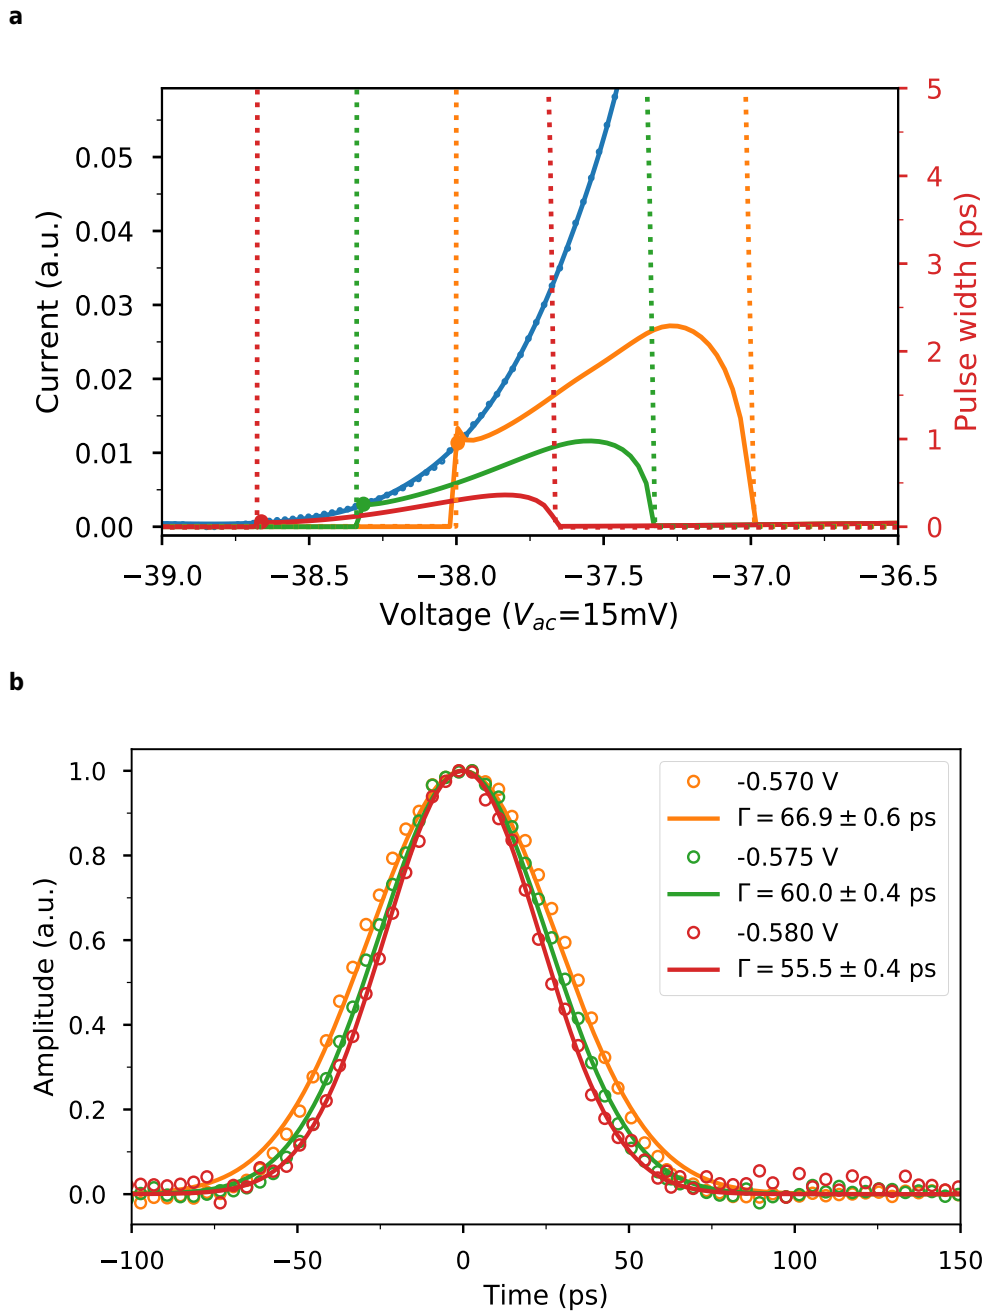 a
5
4
3
2
1
0
Pulse width (ps)
0.05
0.04
0.03
0.02
0.01
0.00
Current (a.u.)
−39.0 −38.5 −38.0 −37.5 −37.0 −36.5
Voltage (Vac=15mV)
b
1.0
0.8
0.6
0.4
0.2
0.0
Amplitude (a.u.)
-0.570 V
Γ = 66.9 ± 0.6 ps
-0.575 V
Γ = 60.0 ± 0.4 ps
-0.580 V
Γ = 55.5 ± 0.4 ps
−100 −50 0 50 100 150
Time (ps)